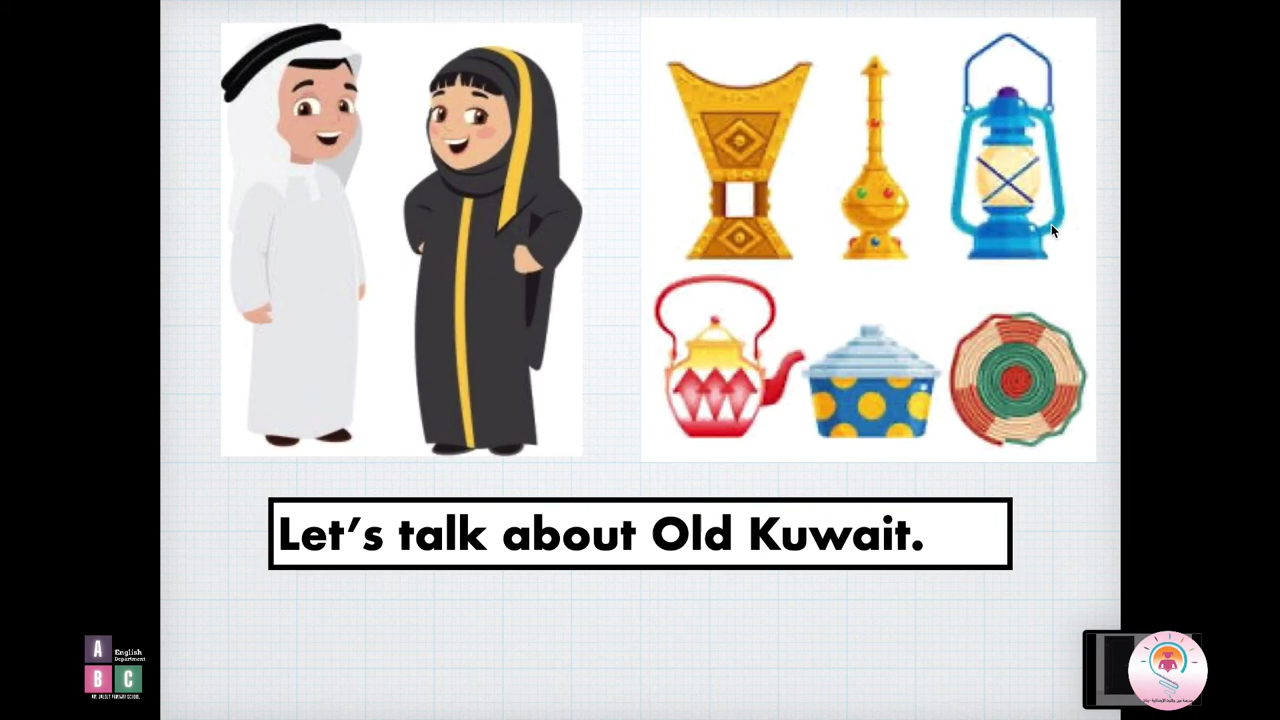 Let’s talk about Old Kuwait.
A
English
Department
B C